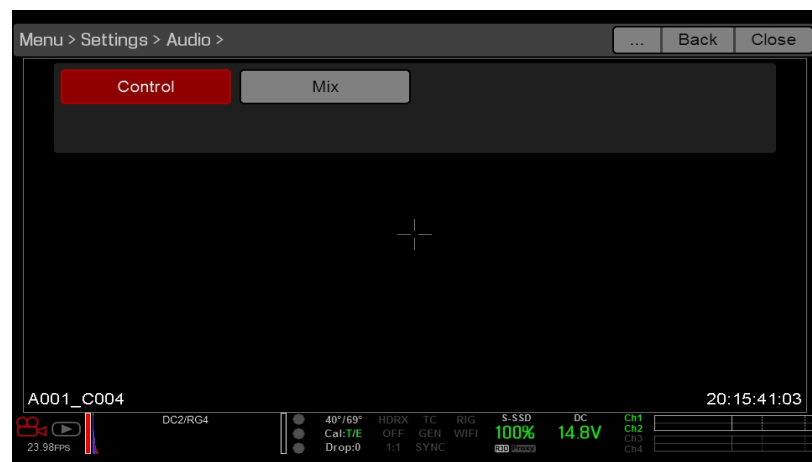 Menu > Settings > Audio >
... Back Close
Control Mix
A001_C004 20:15:41:03
DC2/RG4 40°/69° HDRX TC RIG S-SSD DC Ch1
Cal:T/E OFF GEN WIFI 100% 14.8V Ch2
23.98FPS Drop:0 1:1 SYNC R3D Proxy Ch3
Ch4